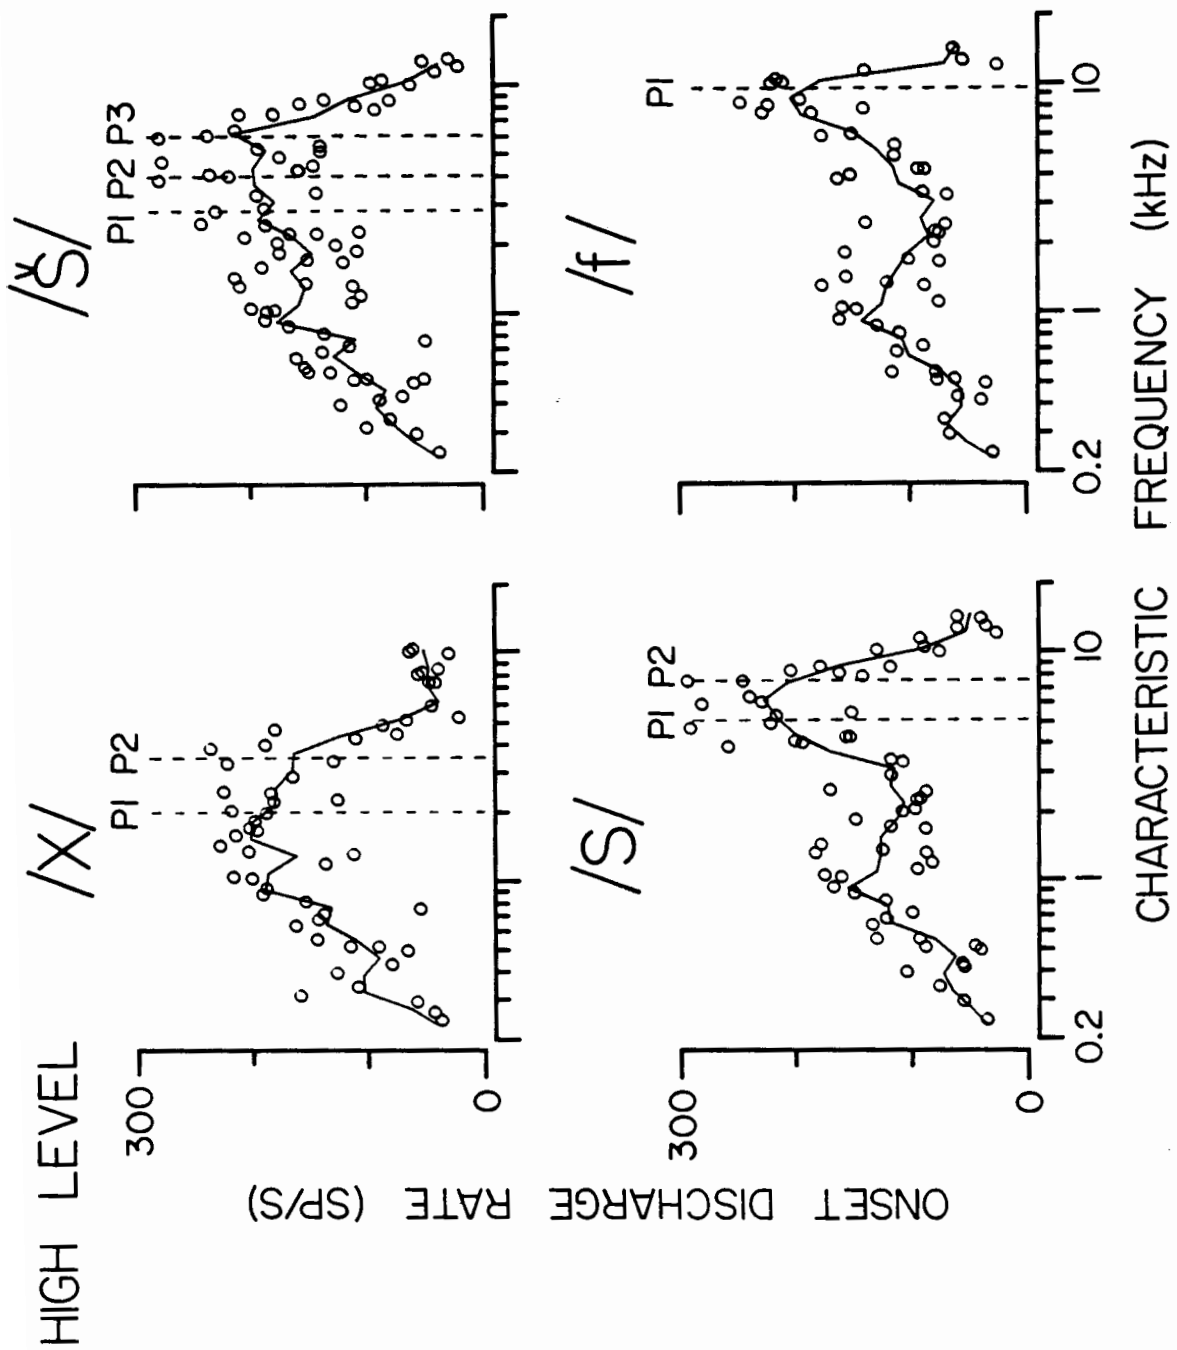 HIGH LEVEL
/X/
/Š/
P1 P2
P1 P2 P3
300
0
/S/
/f/
P1 P2
P1
300
0
0.2 1 10
0.2 1 10
ONSET DISCHARGE RATE (SP/S)
CHARACTERISTIC FREQUENCY (kHz)